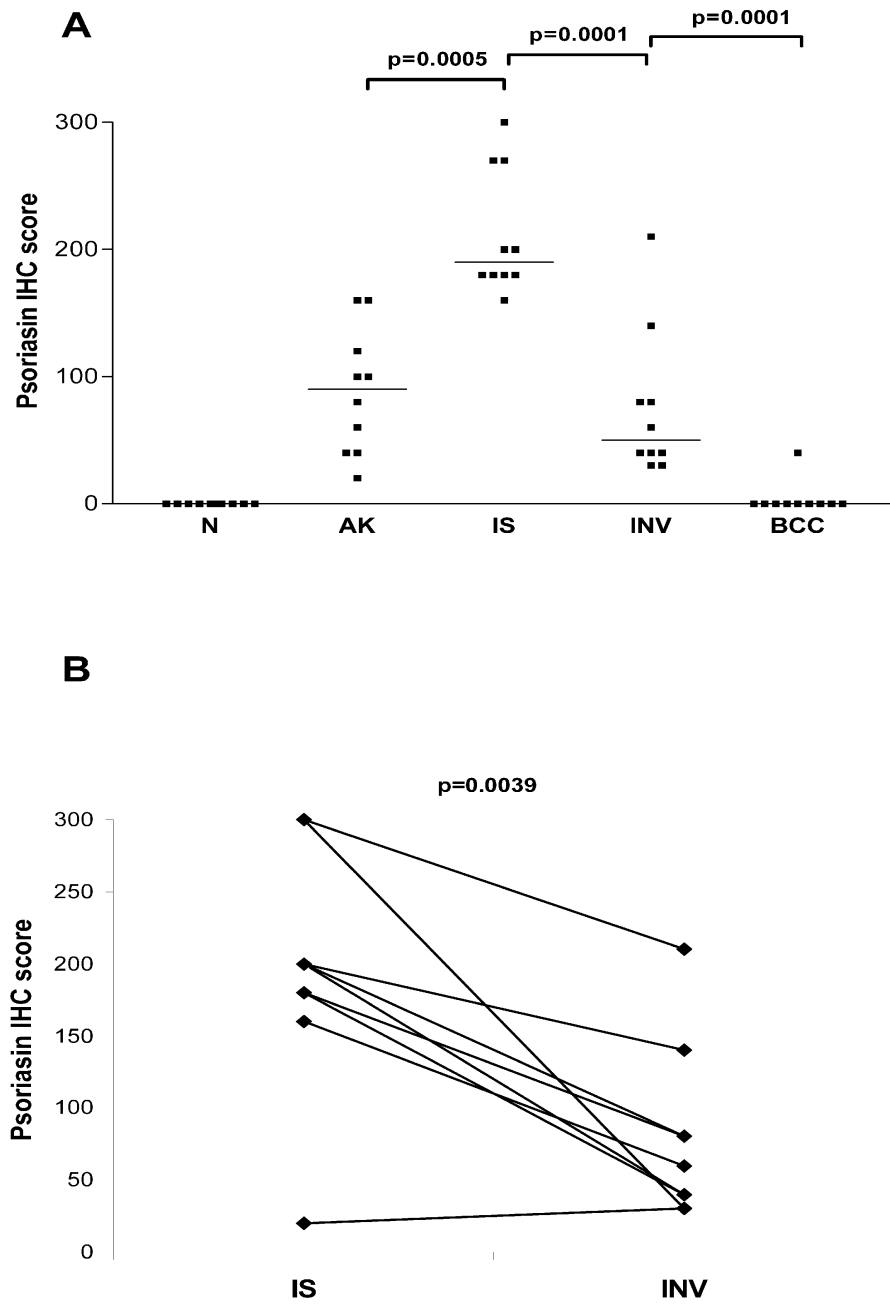 A
p=0.0005
p=0.0001
p=0.0001
Psoriasin IHC score
300
200
100
0
N AK IS INV BCC
B
p=0.0039
Psoriasin IHC score
300
250
200
150
100
50
0
IS INV